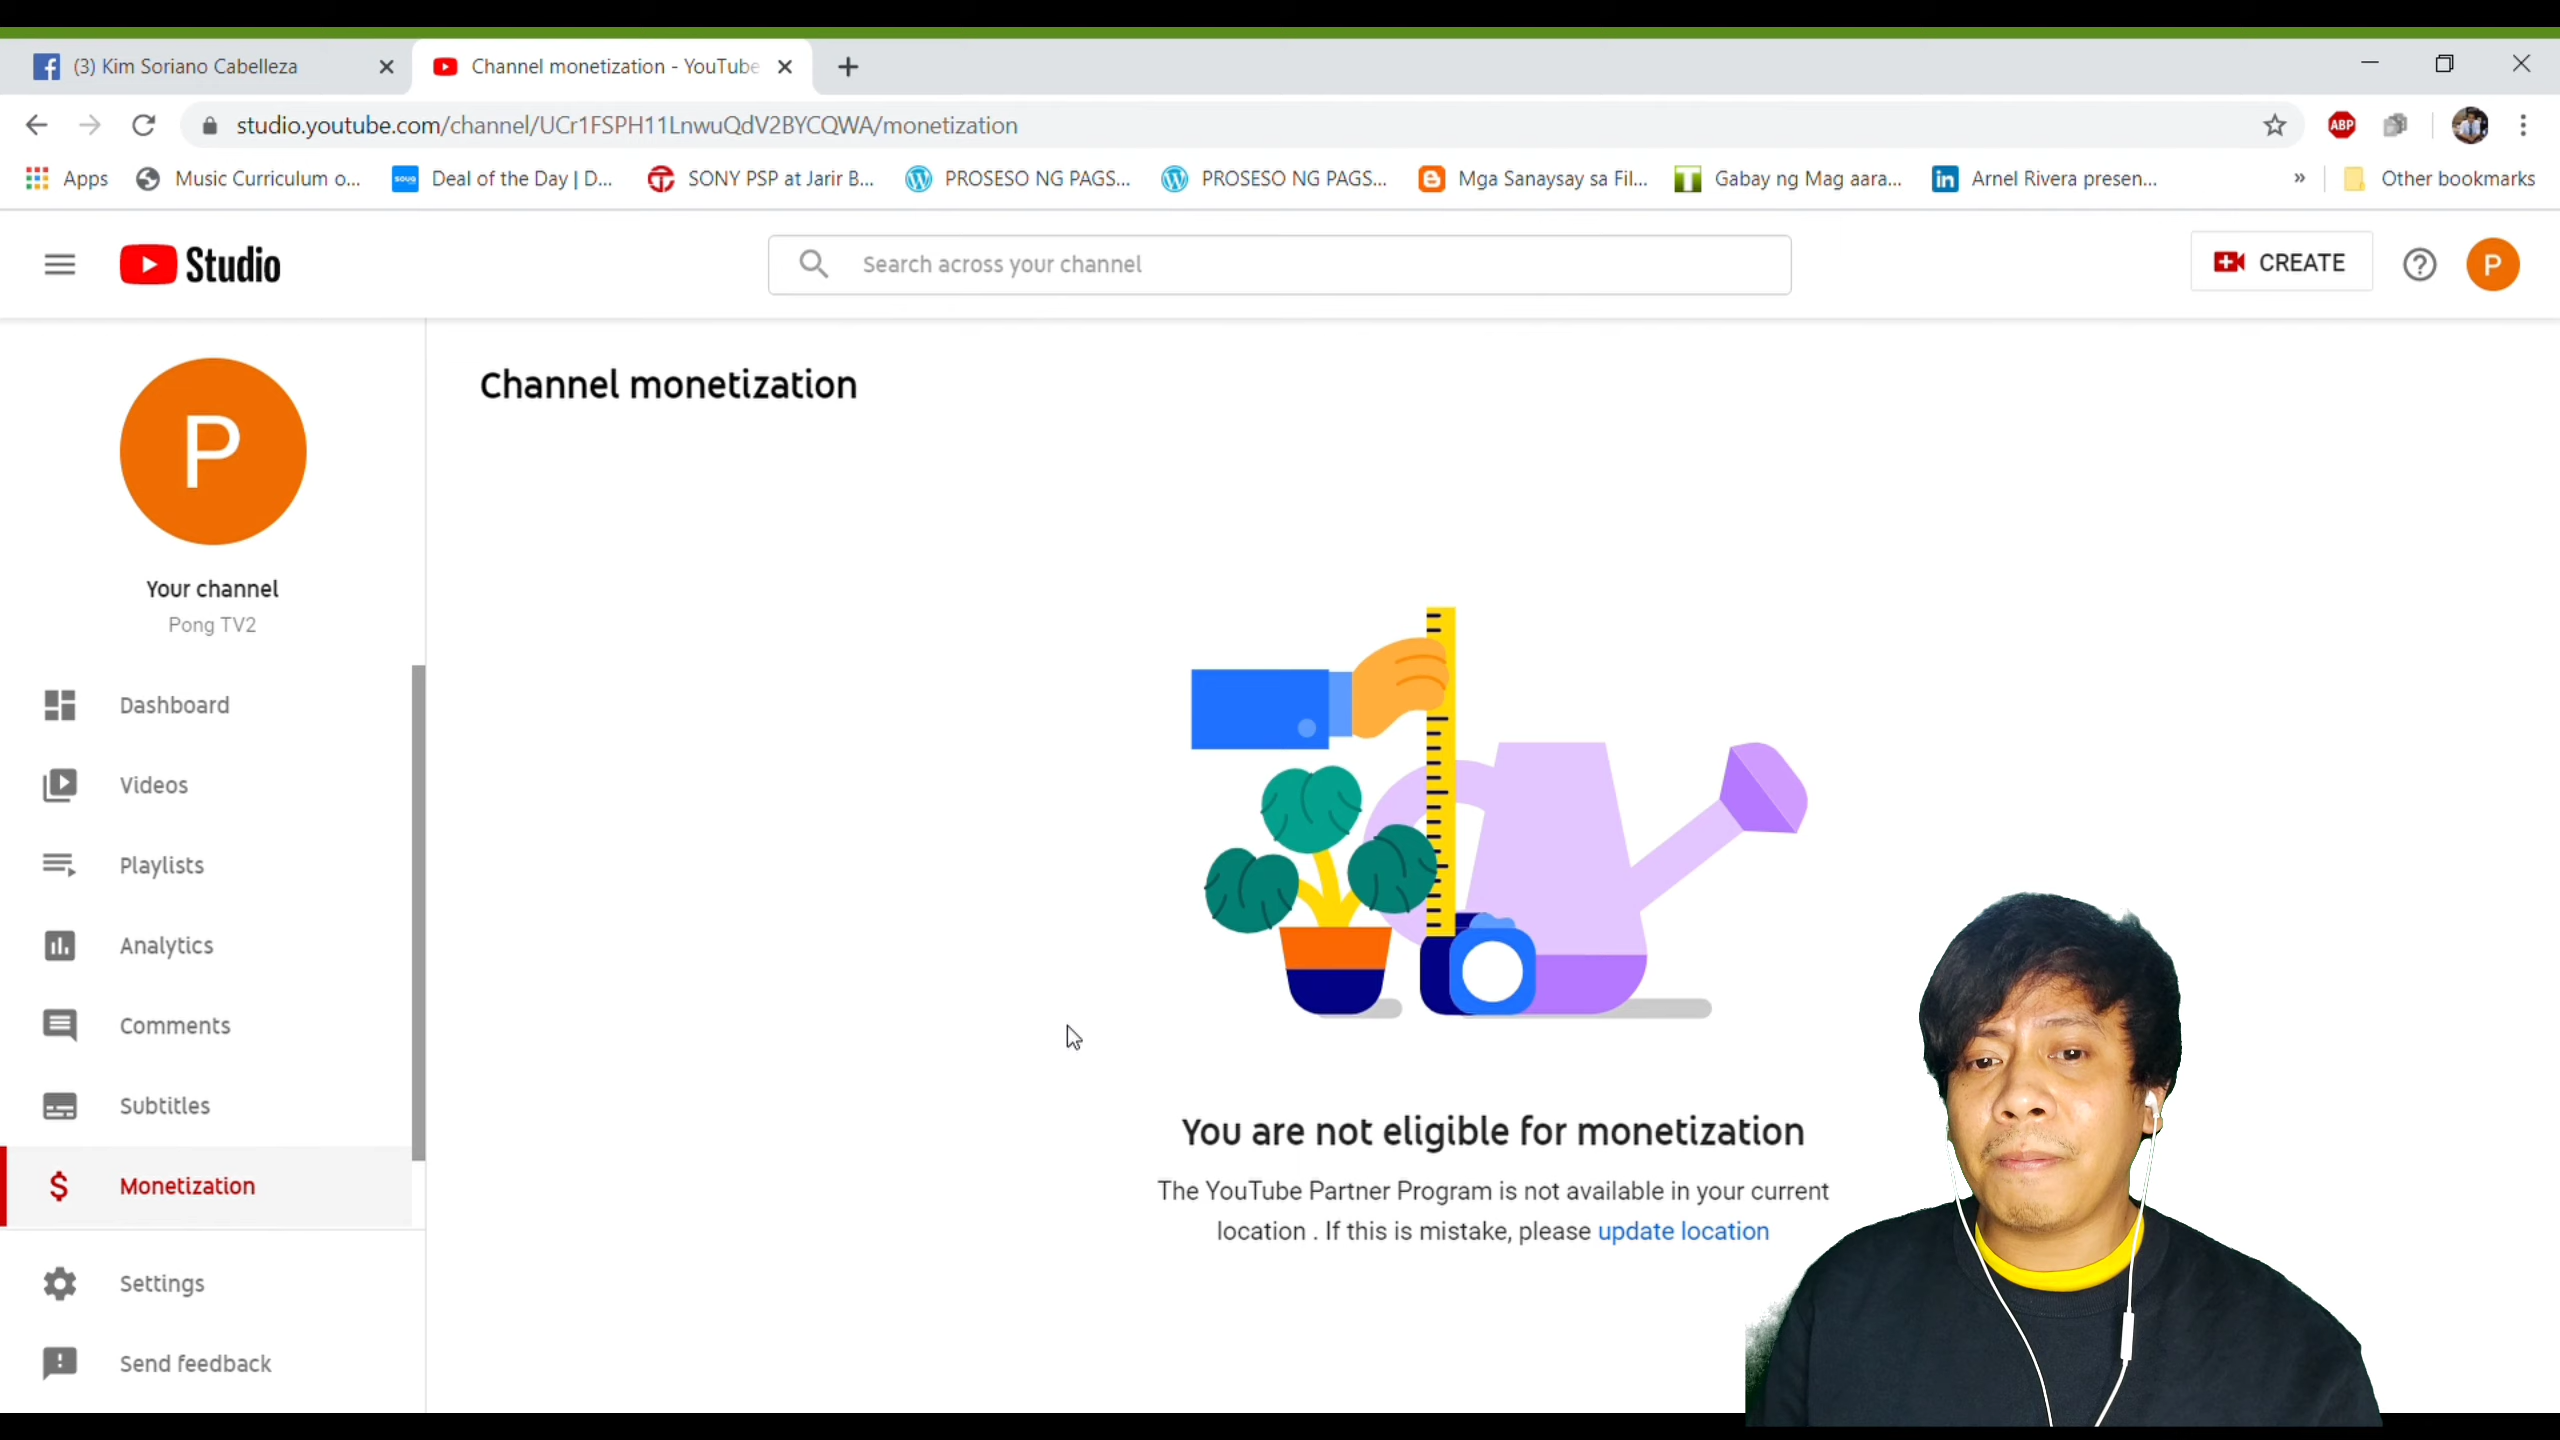 (3) Kim Soriano Cabelleza
Channel monetization - YouTube
studio.youtube.com/channel/UCr1FSPH11LnwuQdV2BYCQWA/monetization
ABP
Apps
Music Curriculum o...
souq
Deal of the Day | D...
SONY PSP at Jarir B...
PROSESO NG PAGS...
PROSESO NG PAGS...
Mga Sanaysay sa Fil...
Gabay ng Mag aara...
Arnel Rivera presen...
»
Other bookmarks
Studio
Search across your channel
CREATE
P
P
Your channel
Pong TV2
Dashboard
Videos
Playlists
Analytics
Comments
Subtitles
Monetization
Settings
Send feedback
Channel monetization
You are not eligible for monetization
The YouTube Partner Program is not available in your current
location . If this is mistake, please update location